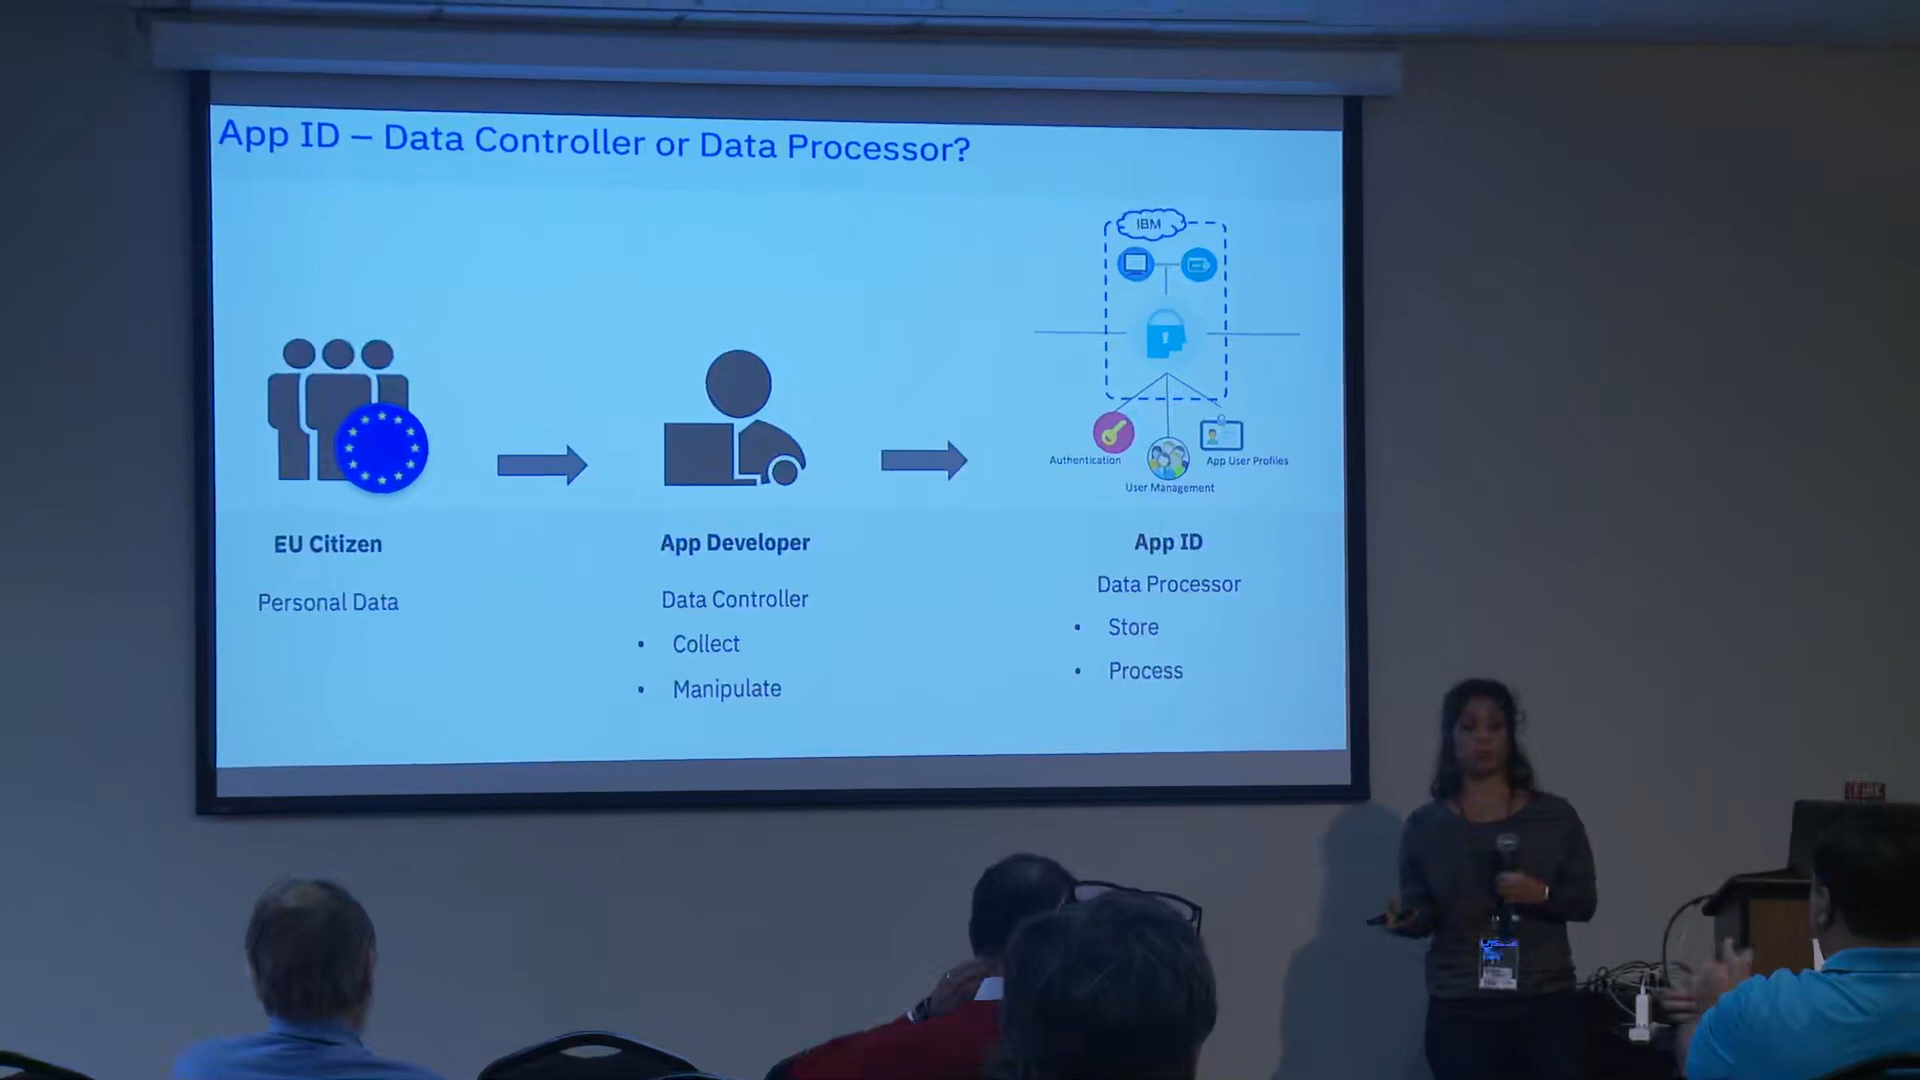 App ID – Data Controller or Data Processor?
IBM
Authentication
App User Profiles
User Management
EU Citizen
App Developer
App ID
Personal Data
Data Controller
Data Processor
• Collect
• Store
• Manipulate
• Process